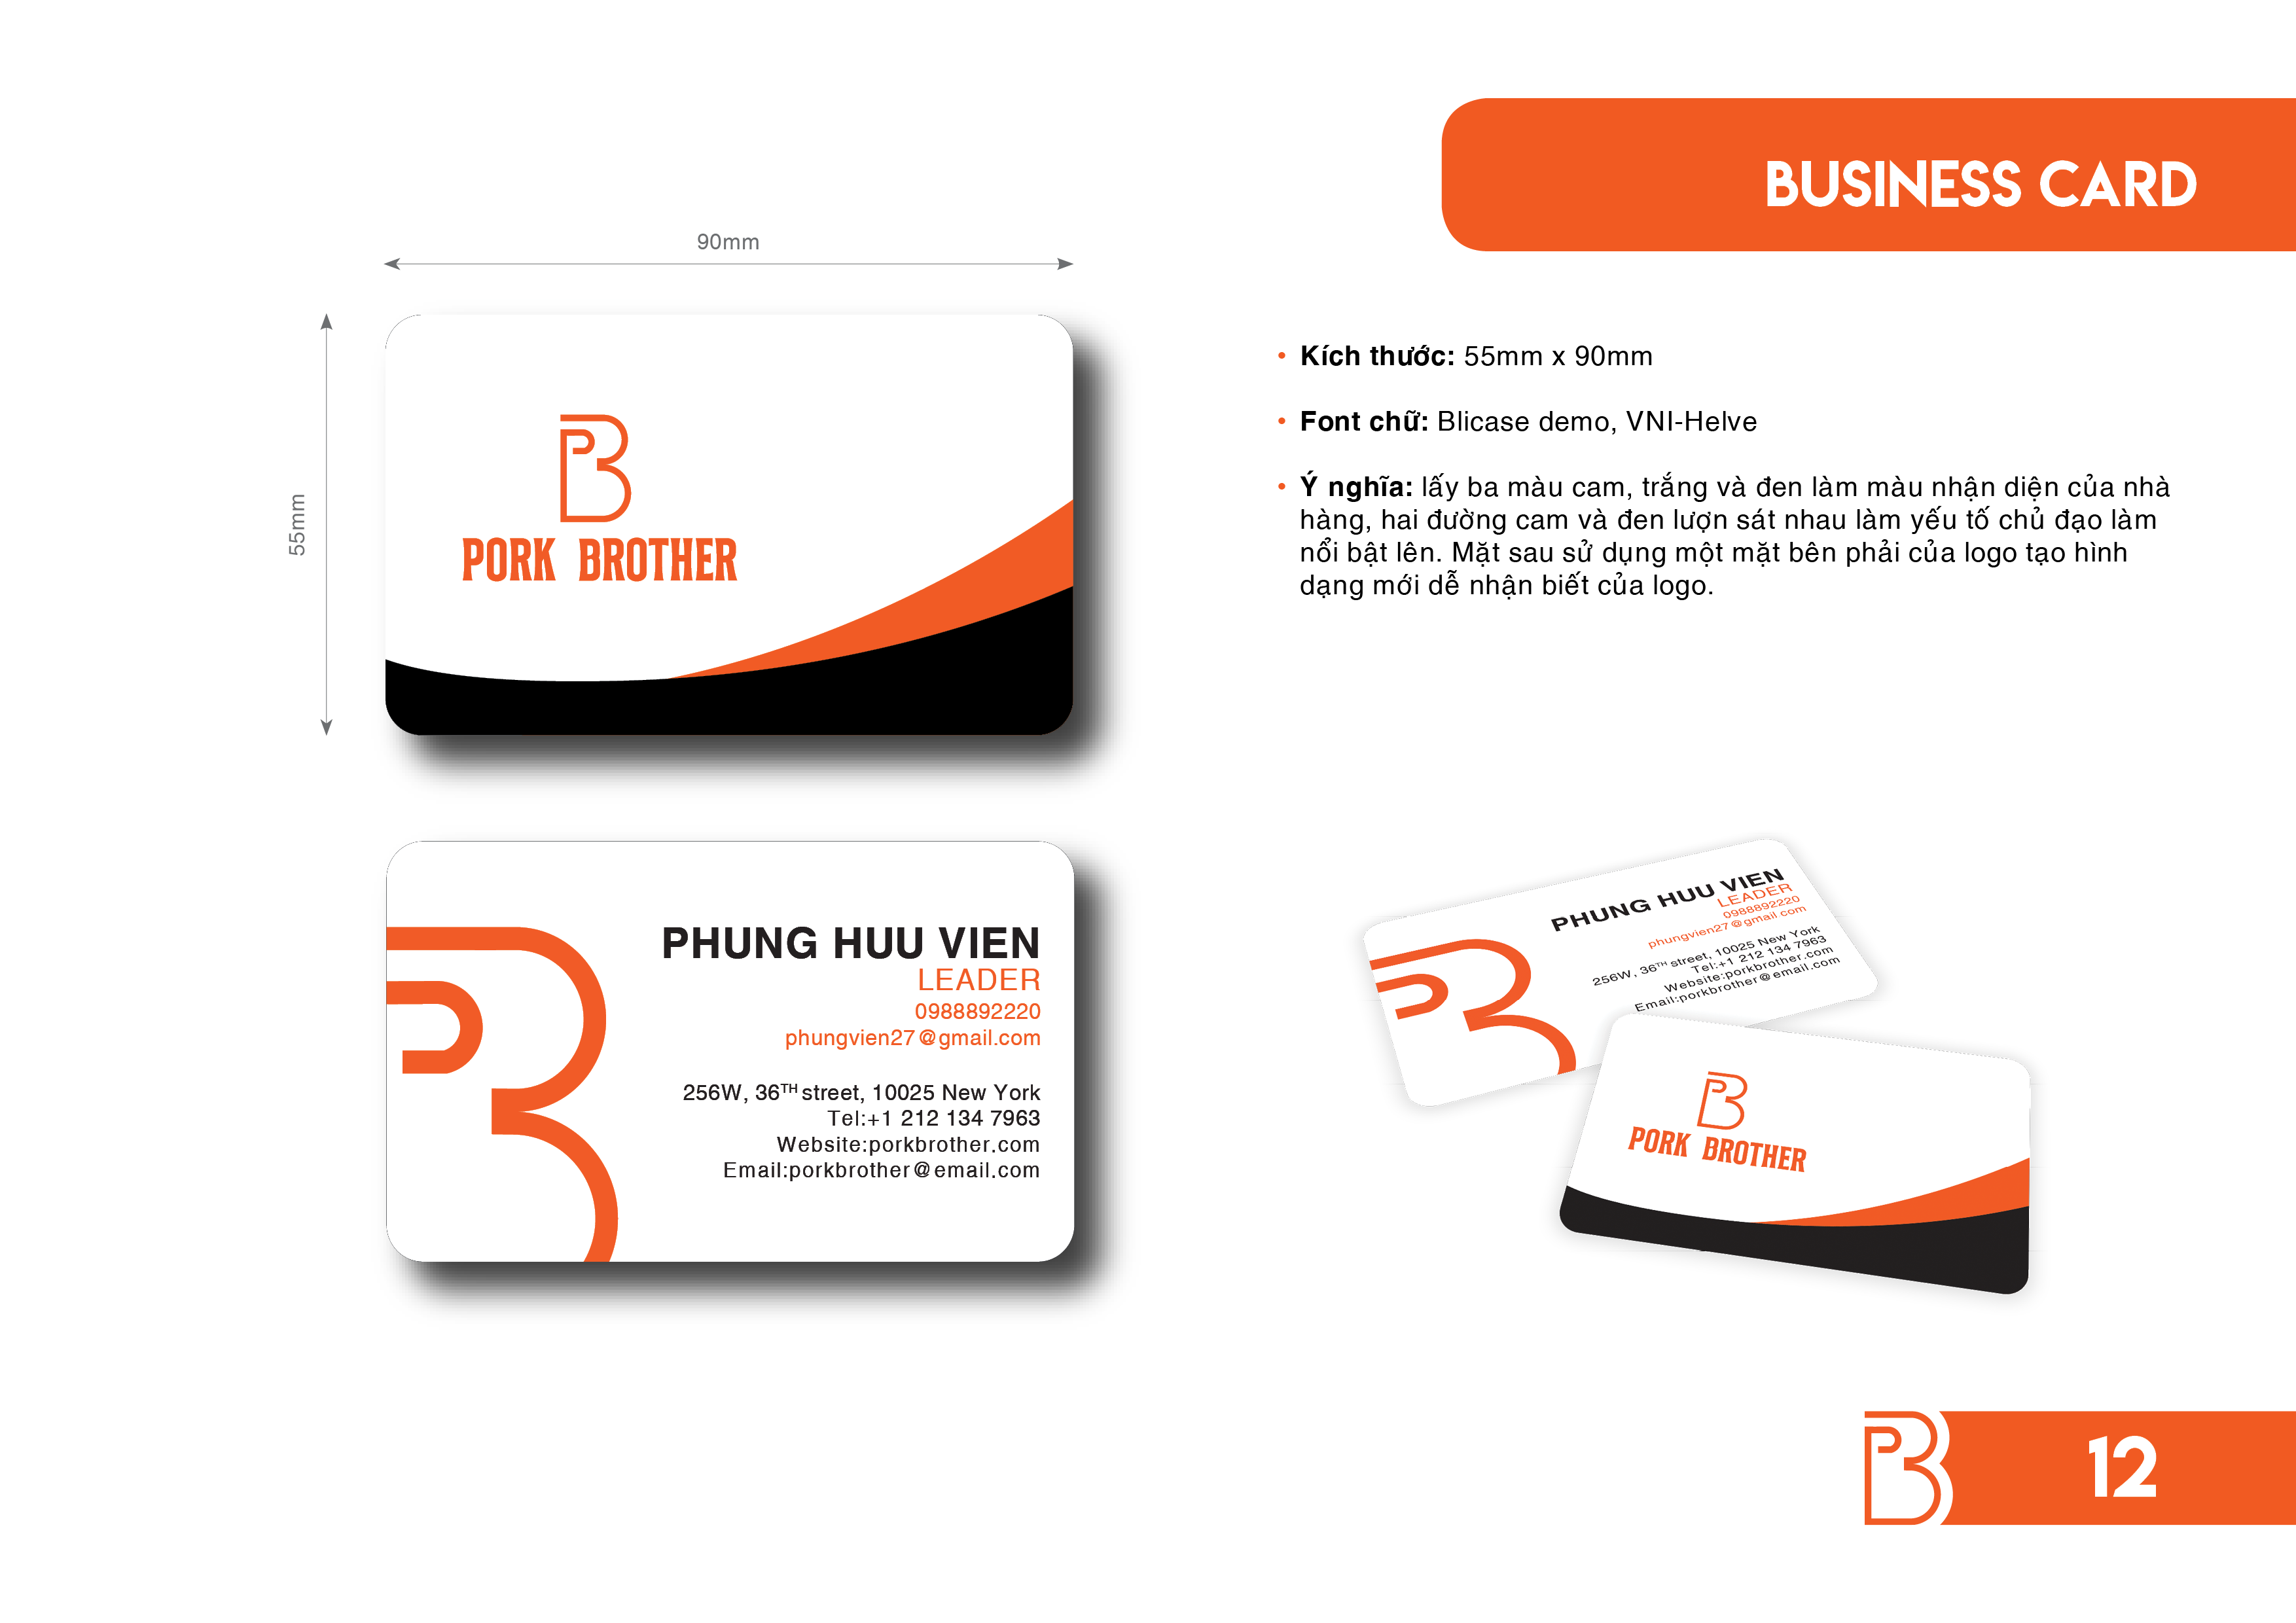 BUSINESS CARD
90mm
55mm
PORK BROTHER
• Kích thước: 55mm x 90mm
• Font chữ: Blicase demo, VNI-Helve
• Ý nghĩa: lấy ba màu cam, trắng và đen làm màu nhận diện của nhà
hàng, hai đường cam và đen lượn sát nhau làm yếu tố chủ đạo làm
nổi bật lên. Mặt sau sử dụng một mặt bên phải của logo tạo hình
dạng mới dễ nhận biết của logo.
PHUNG HUU VIEN
LEADER
0988892220
phungvien27@gmail.com
256W, 36TH street, 10025 New York
Tel:+1 212 134 7963
Website:porkbrother.com
Email:porkbrother@email.com
PHUNG HUU VIEN
LEADER
0988892220
phungvien27@gmail com
256W, 36TH street, 10025 New York
Tel:+1 212 134 7963
Website:porkbrother.com
Email:porkbrother@email.com
PORK BROTHER
12